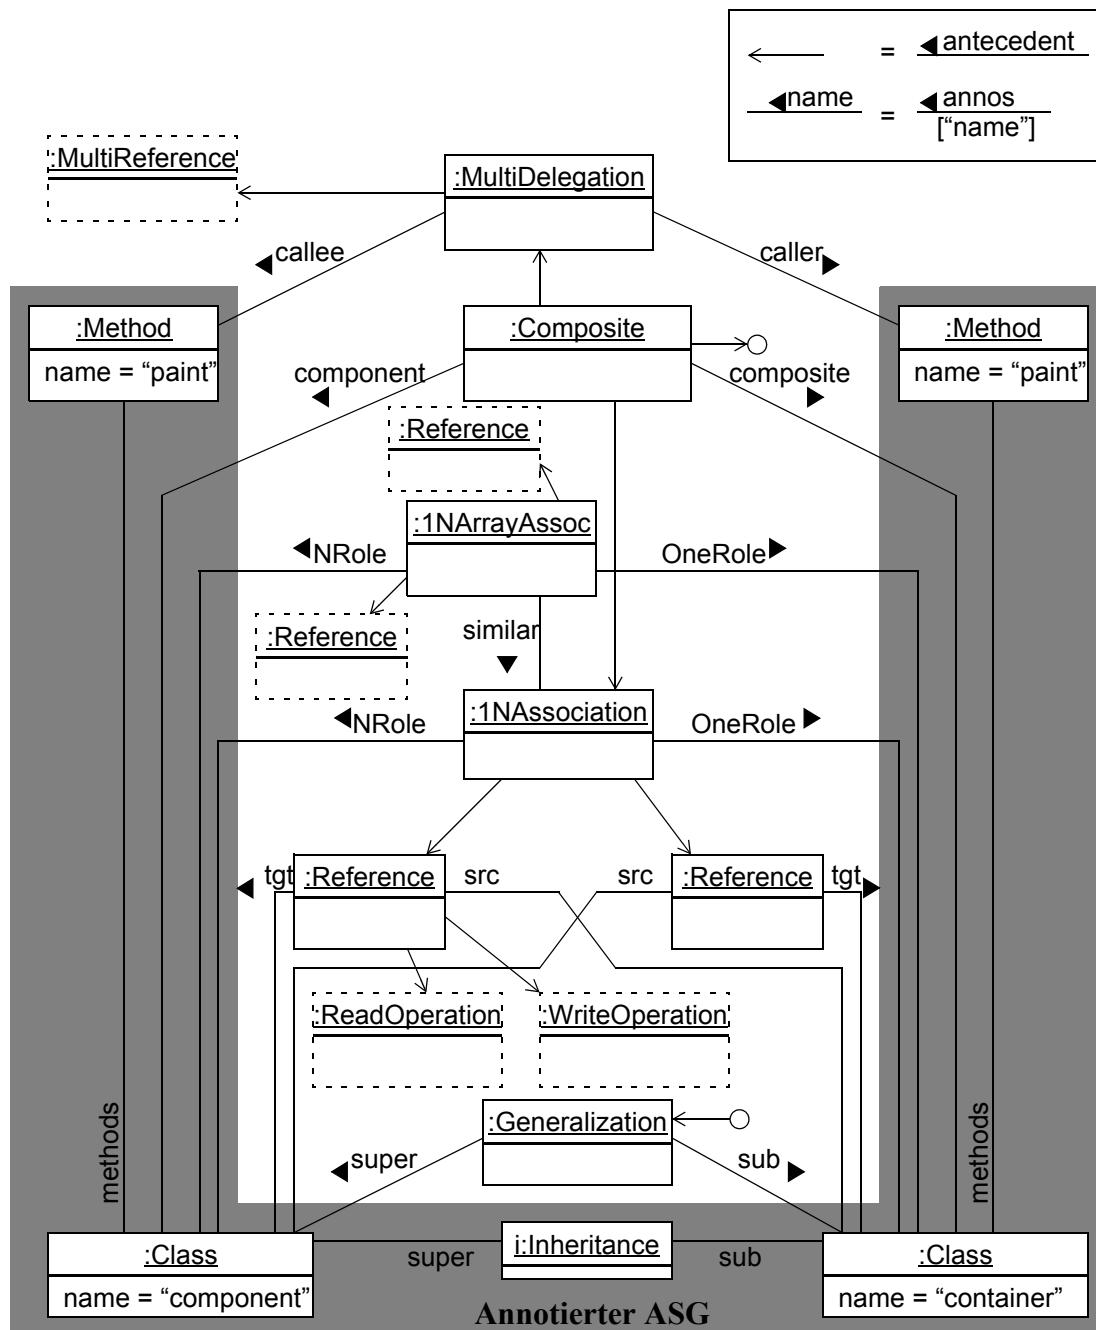 = antecedent
name = annos
["name"]
:MultiReference
:MultiDelegation
callee
caller
:Method
name = “paint”
:Composite
:Method
name = “paint”
component
composite
:Reference
:1NArrayAssoc
NRole
OneRole
:Reference
similar
:1NAssociation
NRole
OneRole
tgt
:Reference
src
src
:Reference
tgt
:ReadOperation
:WriteOperation
methods
:Generalization
methods
super
sub
:Class
name = “component”
super
i:Inheritance
sub
:Class
name = “container”
Annotierter ASG